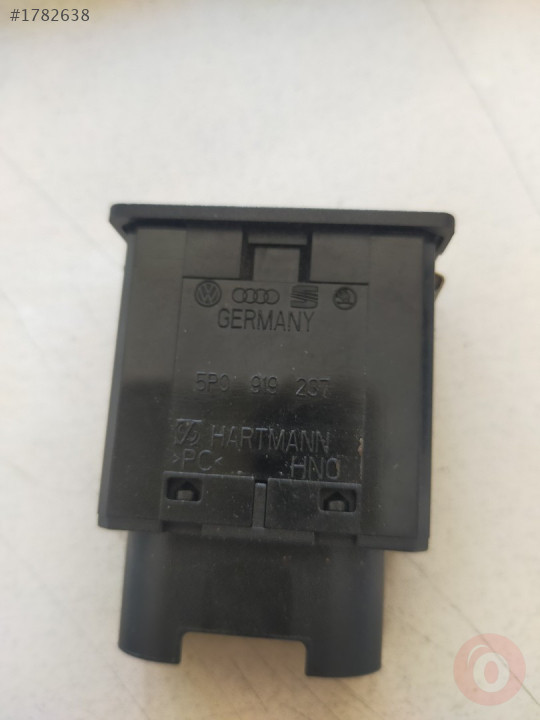 #1782638
GERMANY
5P0 919 237
HARTMANN
>PC< HNO